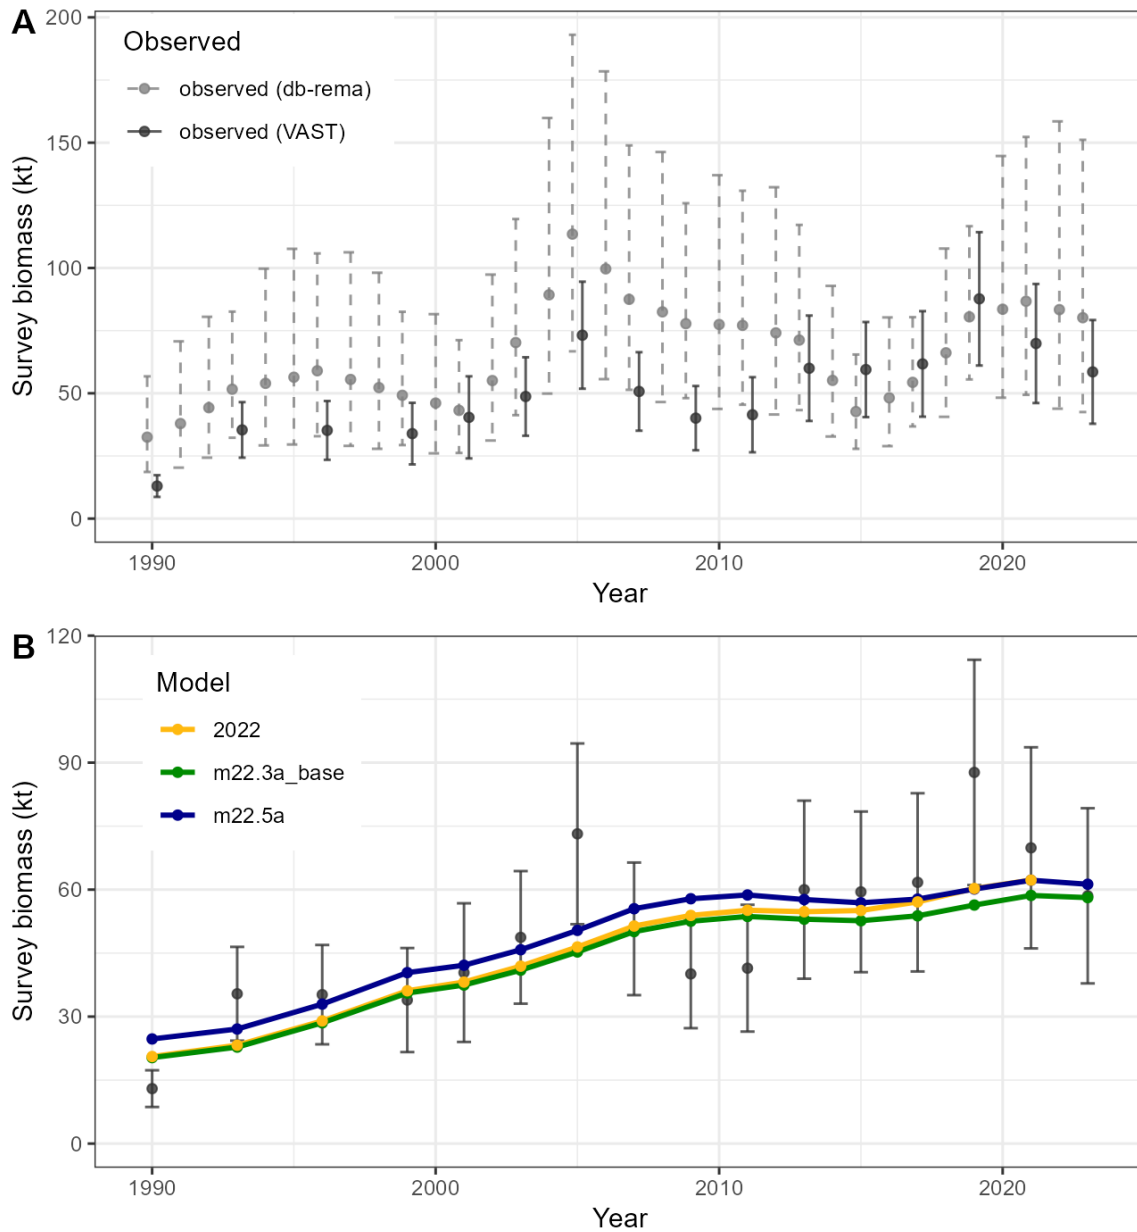 A
Observed
observed (db-rema)
observed (VAST)
200
150
100
50
0
Survey biomass (kt)
1990 2000 2010 2020
Year
B
Model
2022
m22.3a_base
m22.5a
120
90
60
30
0
Survey biomass (kt)
1990 2000 2010 2020
Year